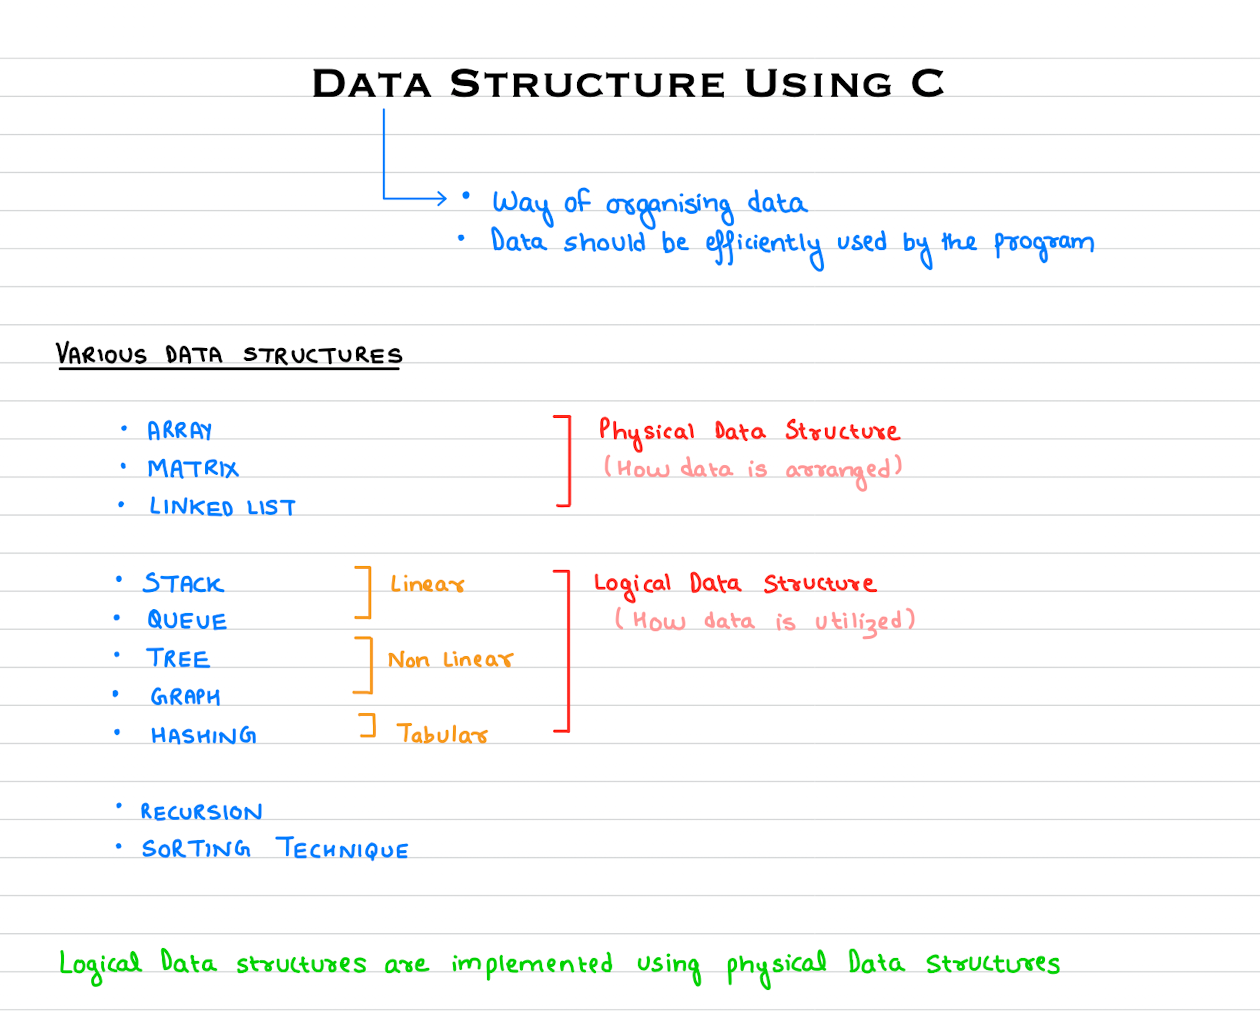 DATA STRUCTURE USING C
• Way of organising data
• Data should be efficiently used by the program
VARIOUS DATA STRUCTURES
• ARRAY
• MATRIX
• LINKED LIST
Physical Data Structure
(How data is arranged)
• STACK
• QUEUE
Linear
• TREE
• GRAPH
Non Linear
• HASHING
Tabular
Logical Data Structure
(How data is utilized)
• RECURSION
• SORTING TECHNIQUE
Logical Data structures are implemented using physical Data Structures